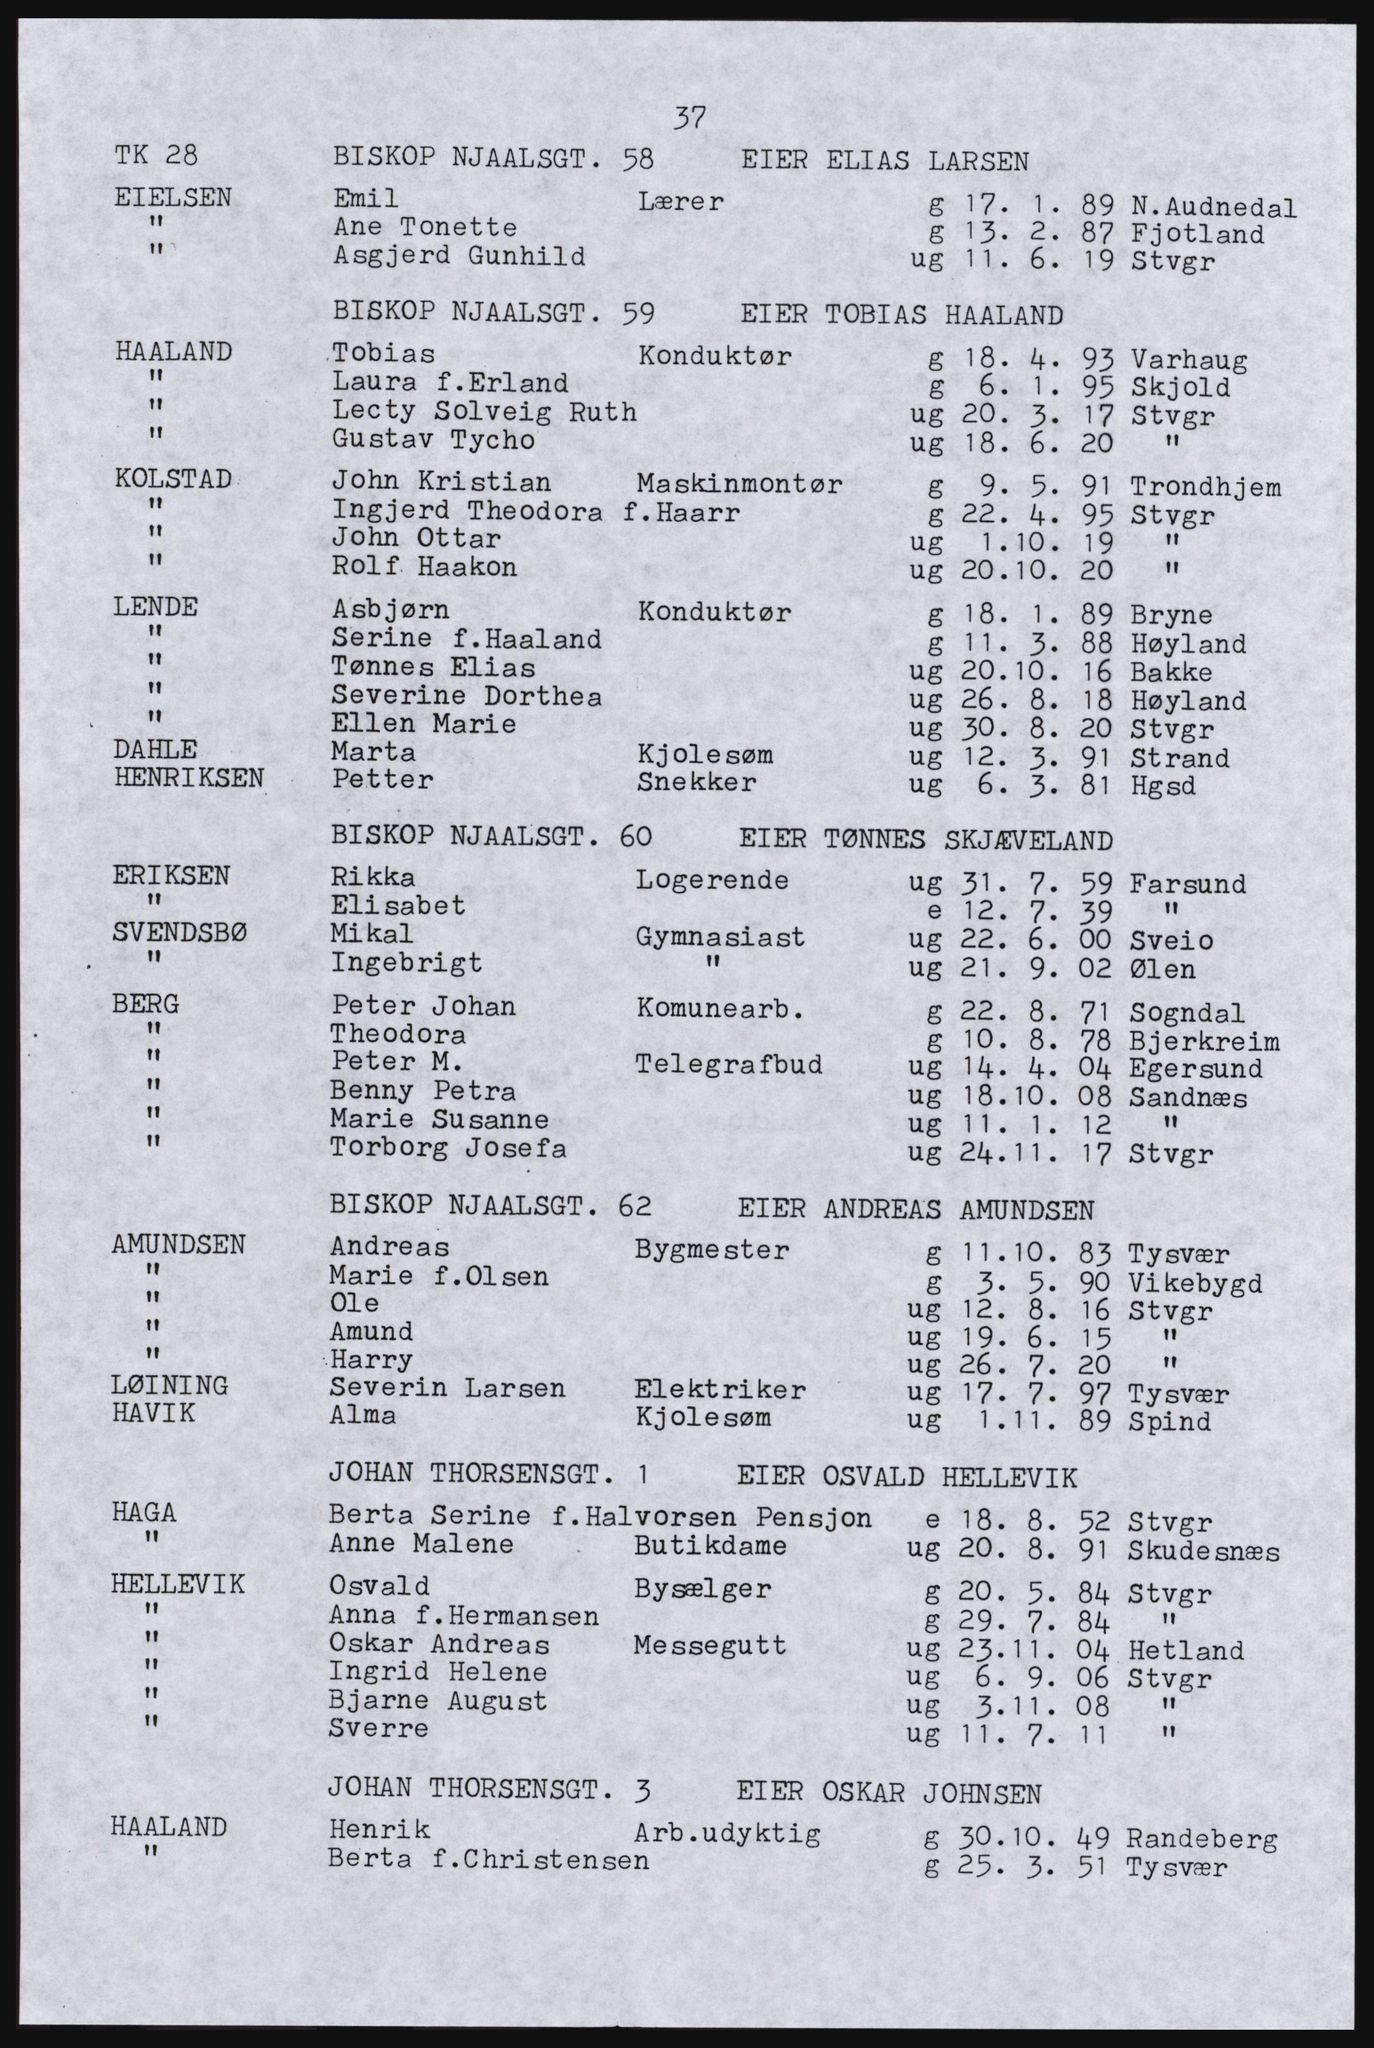 37
TK 28 BISKOP NJAALSGT. 58 EIER ELIAS LARSEN
EIELSEN Emil Lærer g 17. 1. 89 N.Audnedal
" Ane Tonette g 13. 2. 87 Fjotland
" Asgjerd Gunhild ug 11. 6. 19 Stvgr
BISKOP NJAALSGT. 59 EIER TOBIAS HAALAND
HAALAND Tobias Konduktør g 18. 4. 93 Varhaug
" Laura f.Erland g 6. 1. 95 Skjold
" Lecty Solveig Ruth ug 20. 3. 17 Stvgr
" Gustav Tycho ug 18. 6. 20 "
KOLSTAD John Kristian Maskinmontør g 9. 5. 91 Trondhjem
" Ingjerd Theodora f.Haarr g 22. 4. 95 Stvgr
" John Ottar ug 1.10. 19 "
" Rolf Haakon ug 20.10. 20 "
LENDE Asbjørn Konduktør g 18. 1. 89 Bryne
" Serine f.Haaland g 11. 3. 88 Høyland
" Tønnes Elias ug 20.10. 16 Bakke
" Severine Dorthea ug 26. 8. 18 Høyland
" Ellen Marie ug 30. 8. 20 Stvgr
DAHLE Marta Kjolesøm ug 12. 3. 91 Strand
HENRIKSEN Petter Snekker ug 6. 3. 81 Hgsd
BISKOP NJAALSGT. 60 EIER TØNNES SKJÆVELAND
ERIKSEN Rikka Logerende ug 31. 7. 59 Farsund
" Elisabet e 12. 7. 39 "
SVENDSBØ Mikal Gymnasiast ug 22. 6. 00 Sveio
" Ingebrigt " ug 21. 9. 02 Ølen
BERG Peter Johan Komunearb. g 22. 8. 71 Sogndal
" Theodora g 10. 8. 78 Bjerkreim
" Peter M. Telegrafbud ug 14. 4. 04 Egersund
" Benny Petra ug 18.10. 08 Sandnæs
" Marie Susanne ug 11. 1. 12 "
" Torborg Josefa ug 24.11. 17 Stvgr
BISKOP NJAALSGT. 62 EIER ANDREAS AMUNDSEN
AMUNDSEN Andreas Bygmester g 11.10. 83 Tysvær
" Marie f.Olsen g 3. 5. 90 Vikebygd
" Ole ug 12. 8. 16 Stvgr
" Amund ug 19. 6. 15 "
" Harry ug 26. 7. 20 "
LØINING Severin Larsen Elektriker ug 17. 7. 97 Tysvær
HAVIK Alma Kjolesøm ug 1.11. 89 Spind
JOHAN THORSENSGT. 1 EIER OSVALD HELLEVIK
HAGA Berta Serine f.Halvorsen Pensjon e 18. 8. 52 Stvgr
" Anne Malene Butikdame ug 20. 8. 91 Skudesnæs
HELLEVIK Osvald Bysælger g 20. 5. 84 Stvgr
" Anna f.Hermansen g 29. 7. 84 "
" Oskar Andreas Messegutt ug 23.11. 04 Hetland
" Ingrid Helene ug 6. 9. 06 Stvgr
" Bjarne August ug 3.11. 08 "
" Sverre ug 11. 7. 11 "
JOHAN THORSENSGT. 3 EIER OSKAR JOHNSEN
HAALAND Henrik Arb.udyktig g 30.10. 49 Randeberg
" Berta f.Christensen g 25. 3. 51 Tysvær